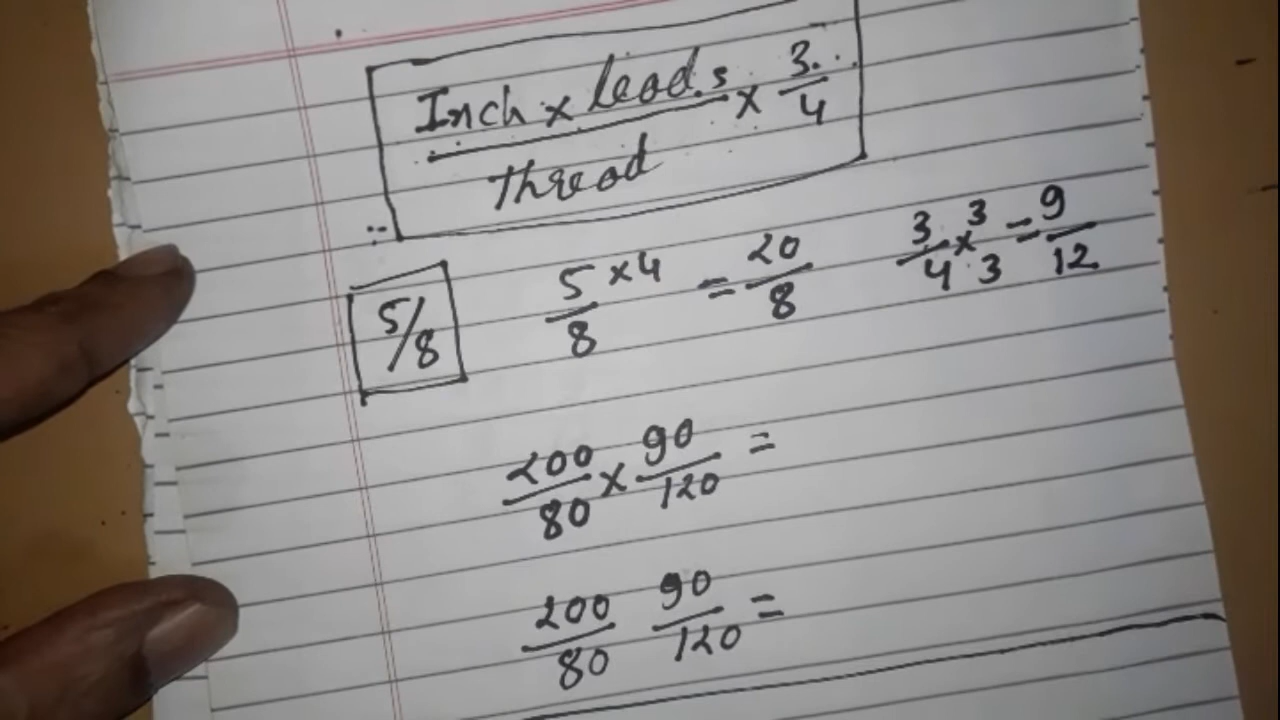 Inch x leads / Thread x 3/4
:-
5/8 5/8 x4 = 20/8 3/4 x 3/3 = 9/12
200/80 x 90/120 =
200/80 90/120 =